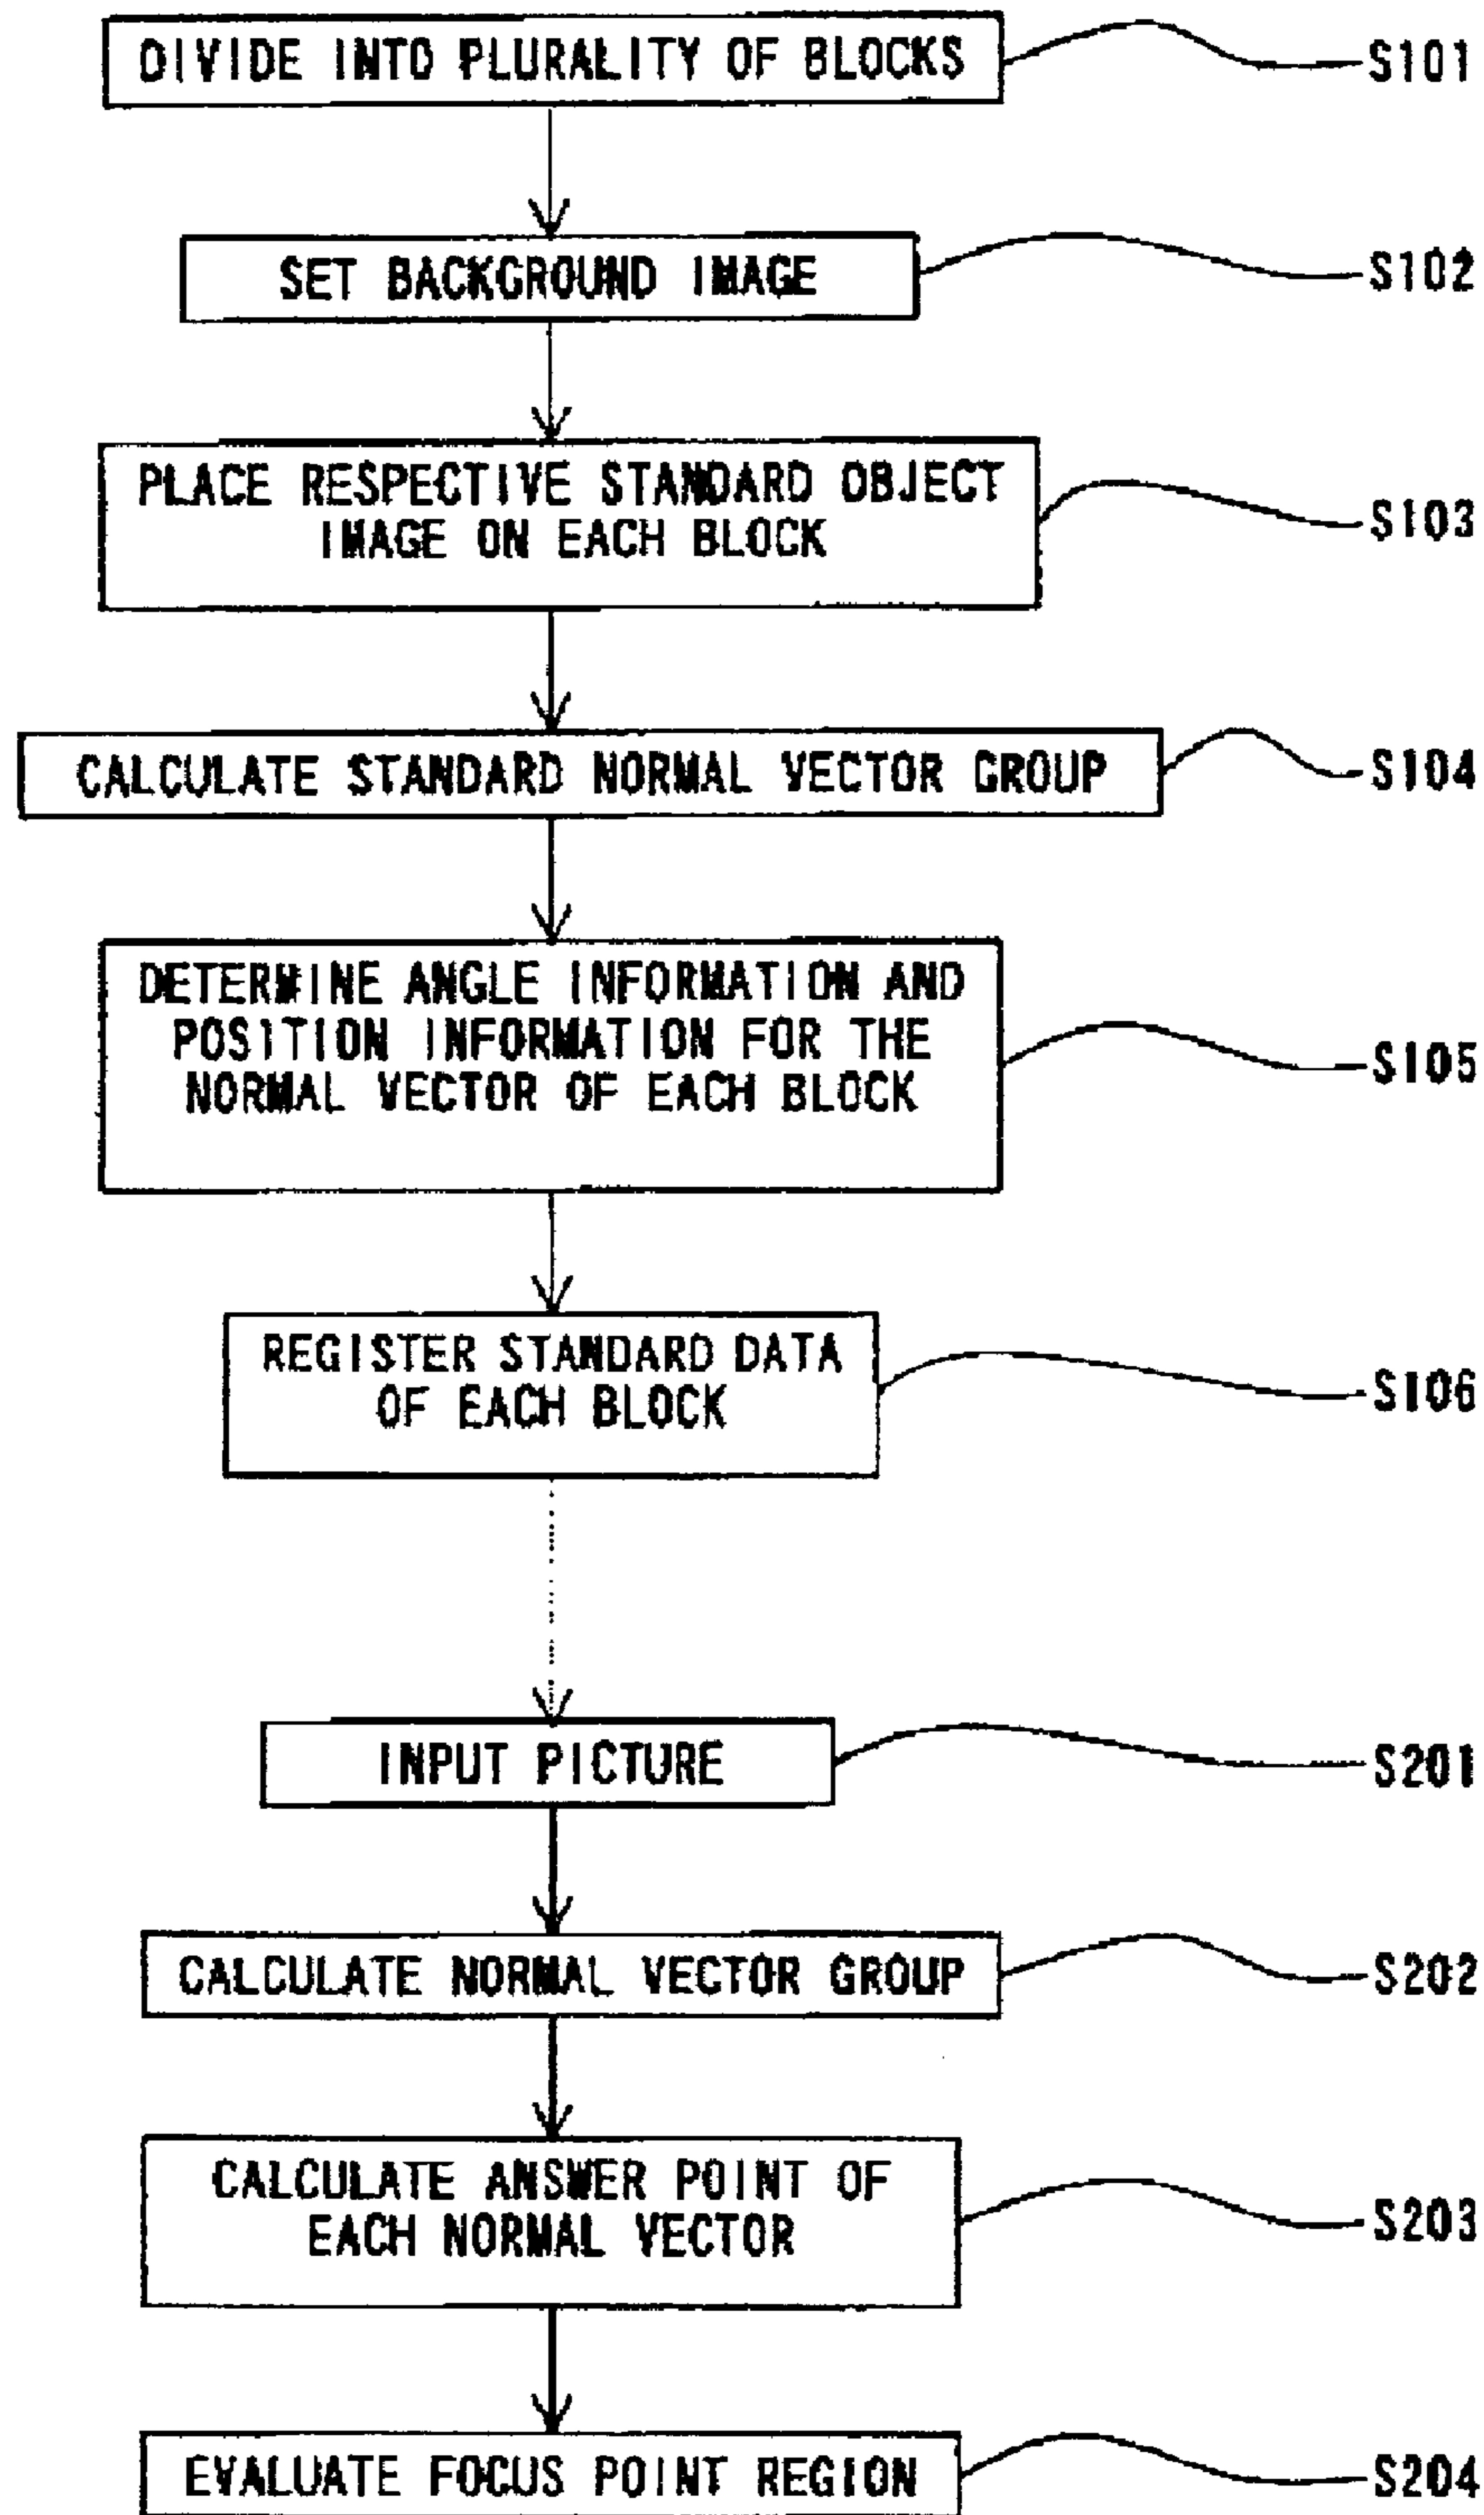 DIVIDE INTO PLURALITY OF BLOCKS
S101
SET BACKGROUND IMAGE
S102
PLACE RESPECTIVE STANDARD OBJECT
IMAGE ON EACH BLOCK
S103
CALCULATE STANDARD NORMAL VECTOR GROUP
S104
DETERMINE ANGLE INFORMATION AND
POSITION INFORMATION FOR THE
NORMAL VECTOR OF EACH BLOCK
S105
REGISTER STANDARD DATA
OF EACH BLOCK
S106
INPUT PICTURE
S201
CALCULATE NORMAL VECTOR GROUP
S202
CALCULATE ANSWER POINT OF
EACH NORMAL VECTOR
S203
EVALUATE FOCUS POINT REGION
S204